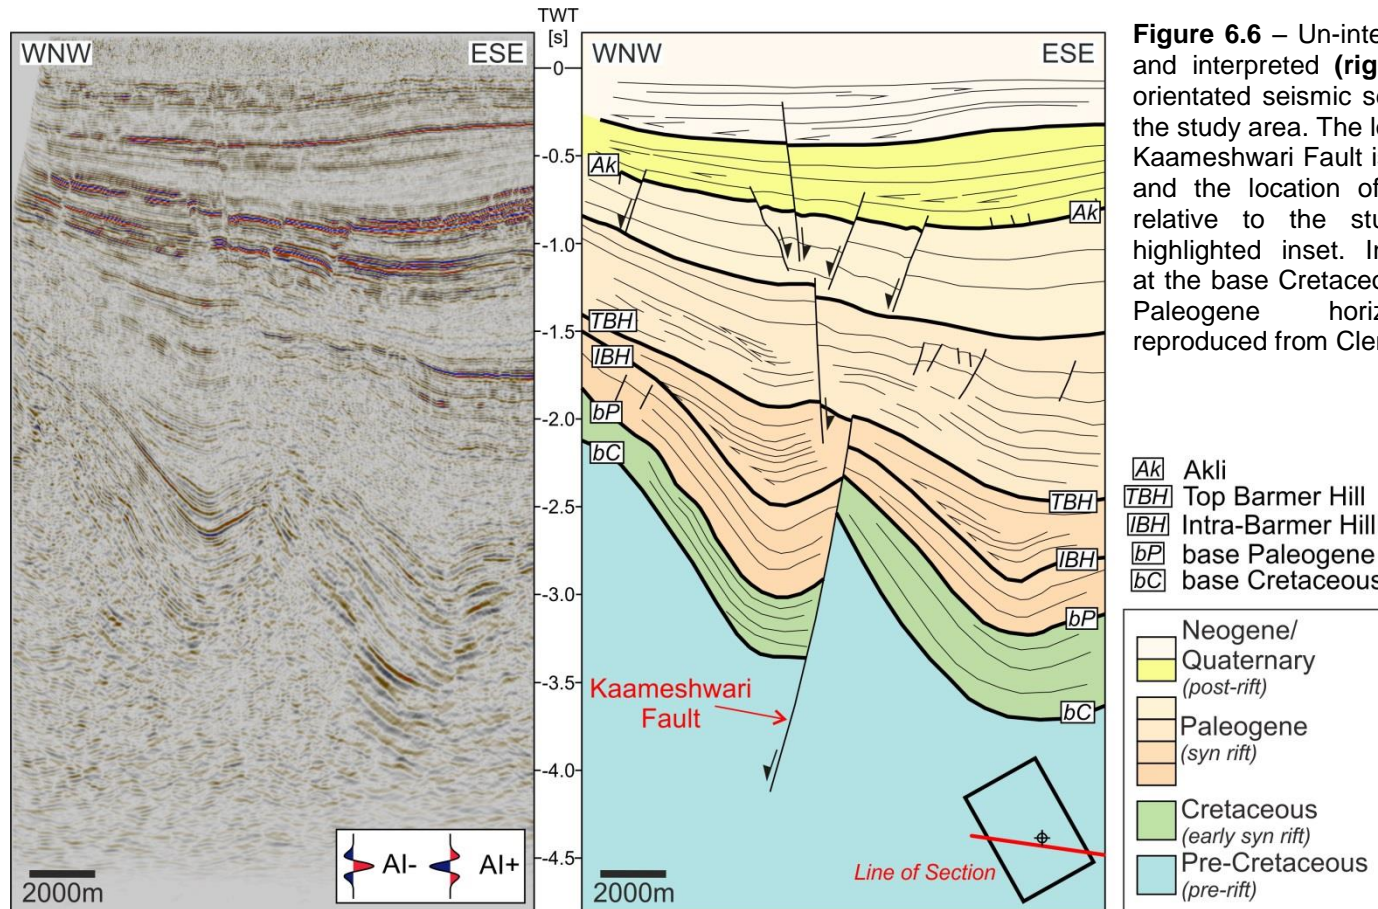 TWT
[s]
WNW
ESE
0
-0.5
-1.0
-1.5
-2.0
-2.5
-3.0
-3.5
-4.0
-4.5
AI-
AI+
2000m
WNW
ESE
Ak
Ak
TBH
IBH
bP
bC
TBH
IBH
bP
bC
Kaameshwari
Fault
Line of Section
2000m
Figure 6.6 – Un-inte
and interpreted (rig
orientated seismic se
the study area. The lo
Kaameshwari Fault is
and the location of
relative to the stu
highlighted inset. In
at the base Cretaceo
Paleogene horiz
reproduced from Cler
Ak Akli
TBH Top Barmer Hill
IBH Intra-Barmer Hill
bP base Paleogene
bC base Cretaceous
Neogene/
Quaternary
(post-rift)
Paleogene
(syn rift)
Cretaceous
(early syn rift)
Pre-Cretaceous
(pre-rift)